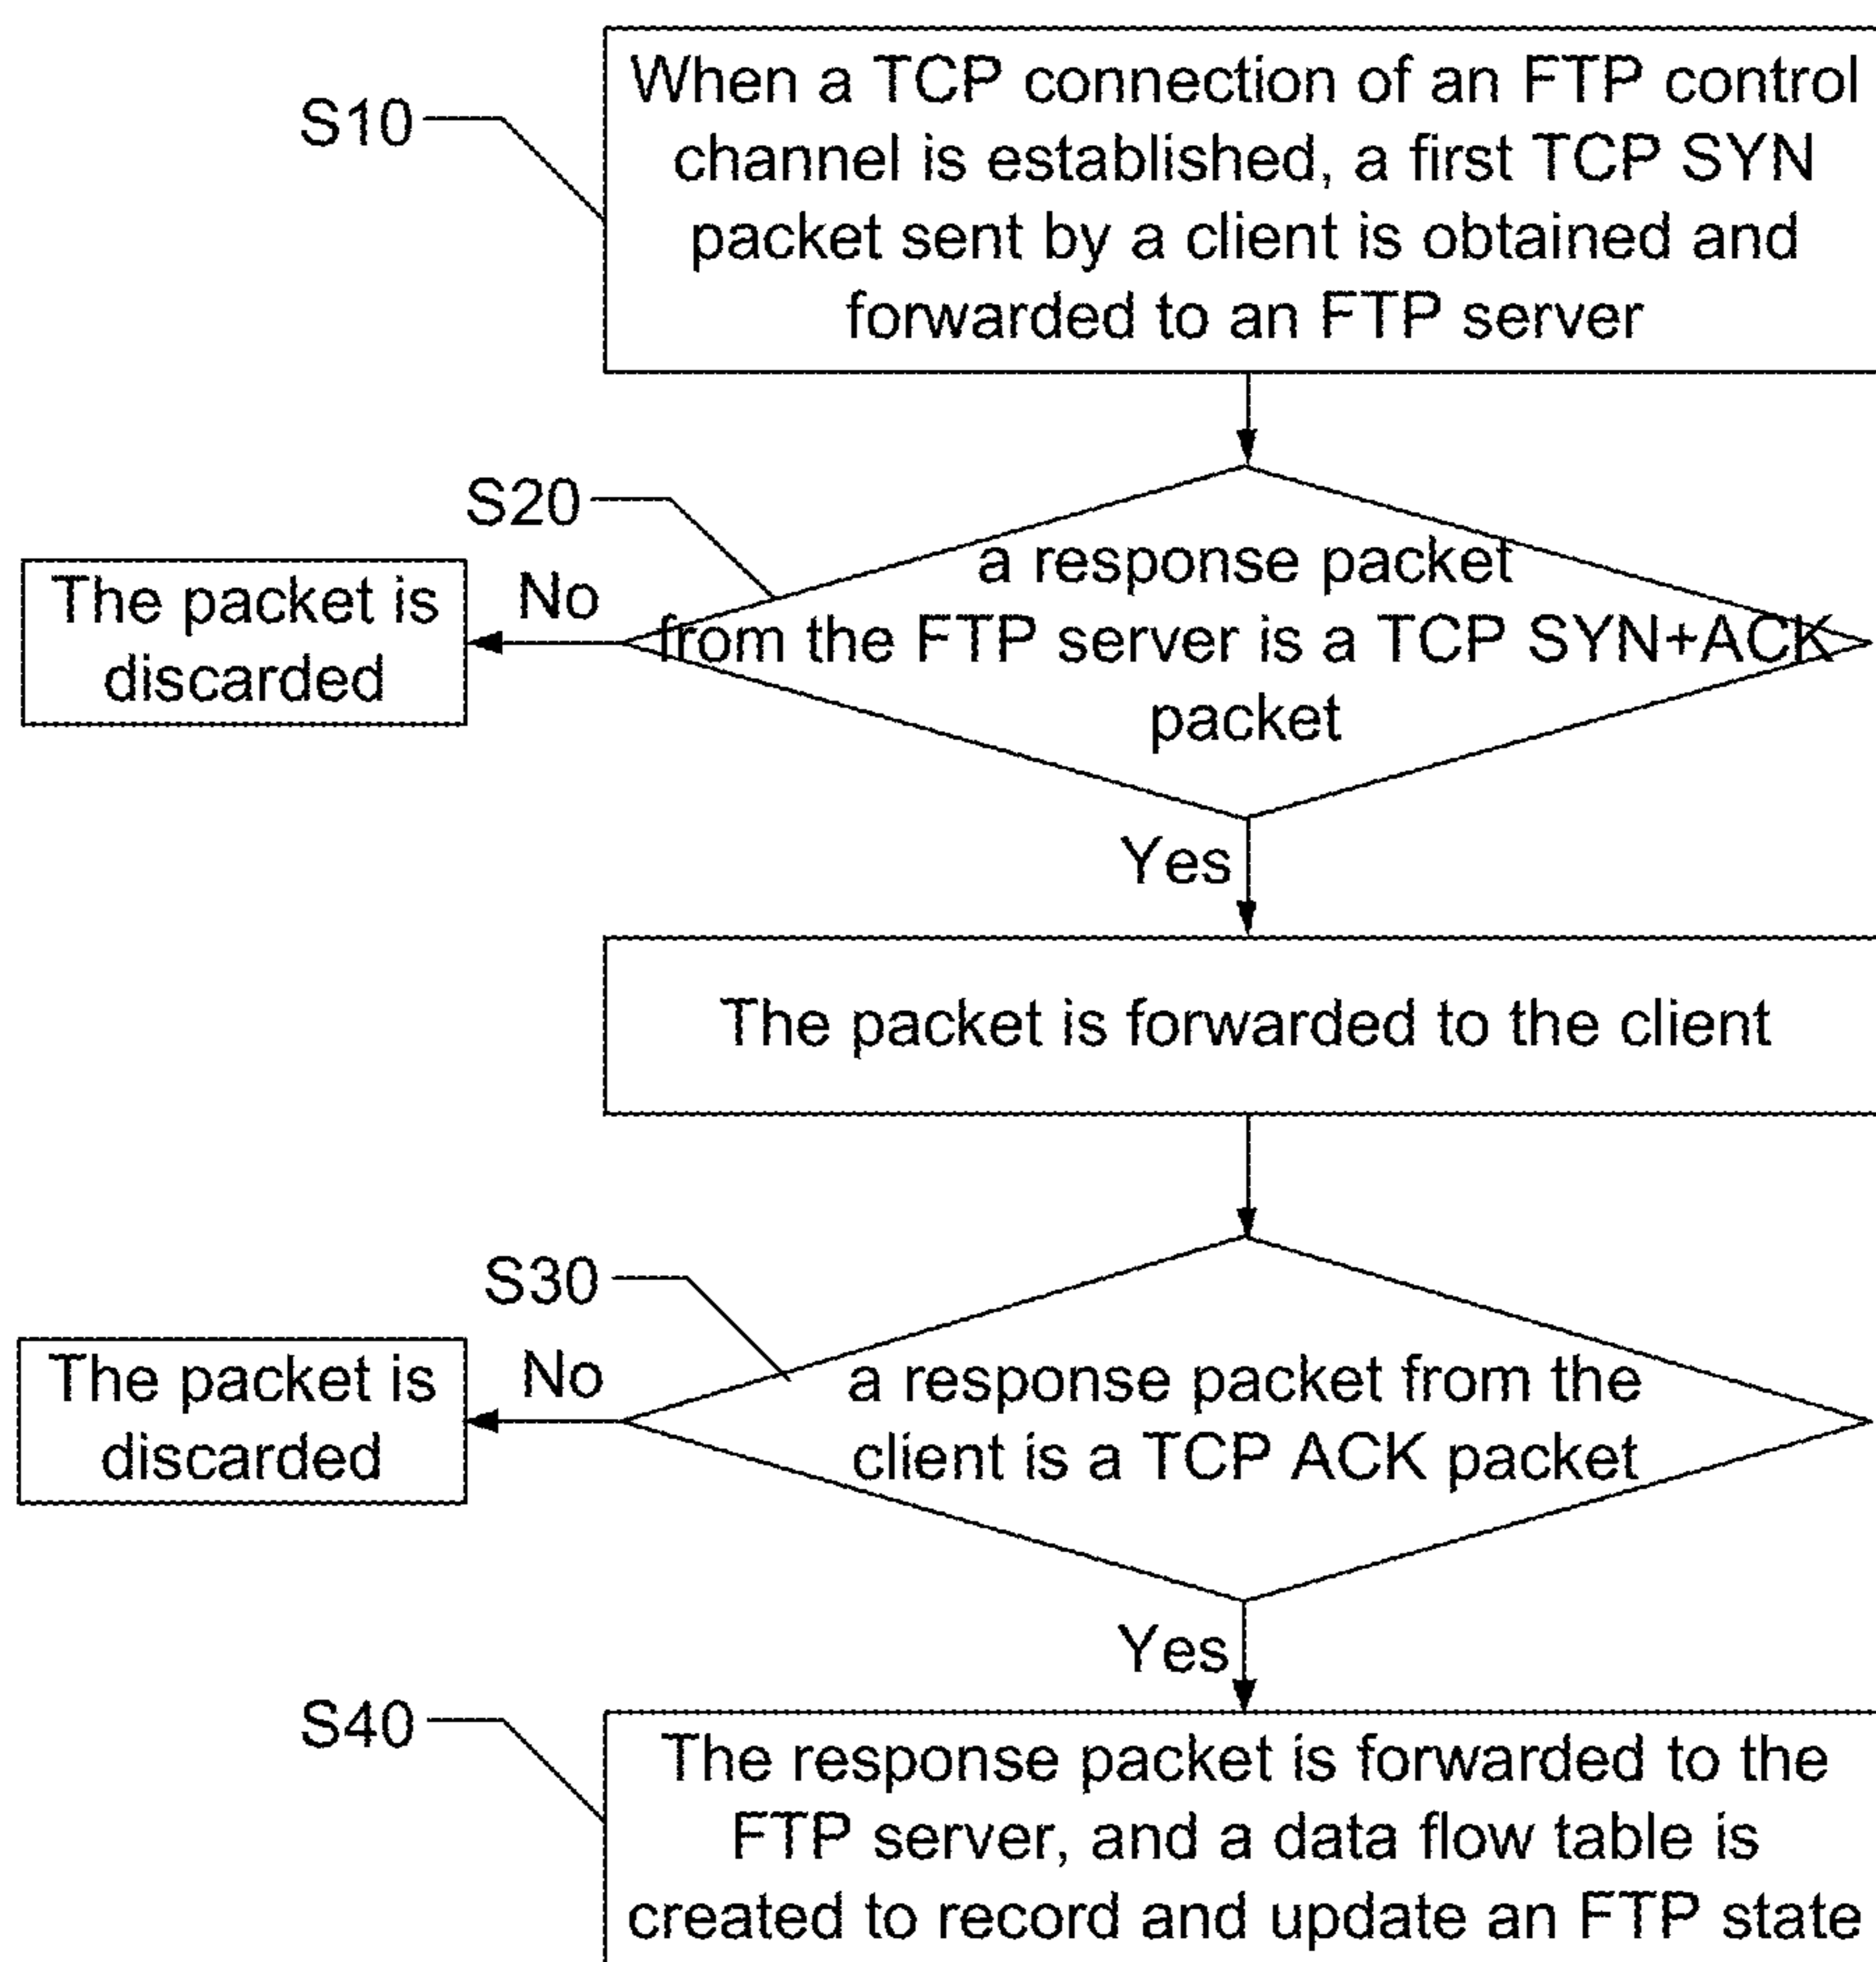 S10
When a TCP connection of an FTP control
channel is established, a first TCP SYN
packet sent by a client is obtained and
forwarded to an FTP server
S20
a response packet
from the FTP server is a TCP SYN+ACK
packet
No
The packet is
discarded
Yes
The packet is forwarded to the client
S30
a response packet from the
client is a TCP ACK packet
No
The packet is
discarded
Yes
S40
The response packet is forwarded to the
FTP server, and a data flow table is
created to record and update an FTP state